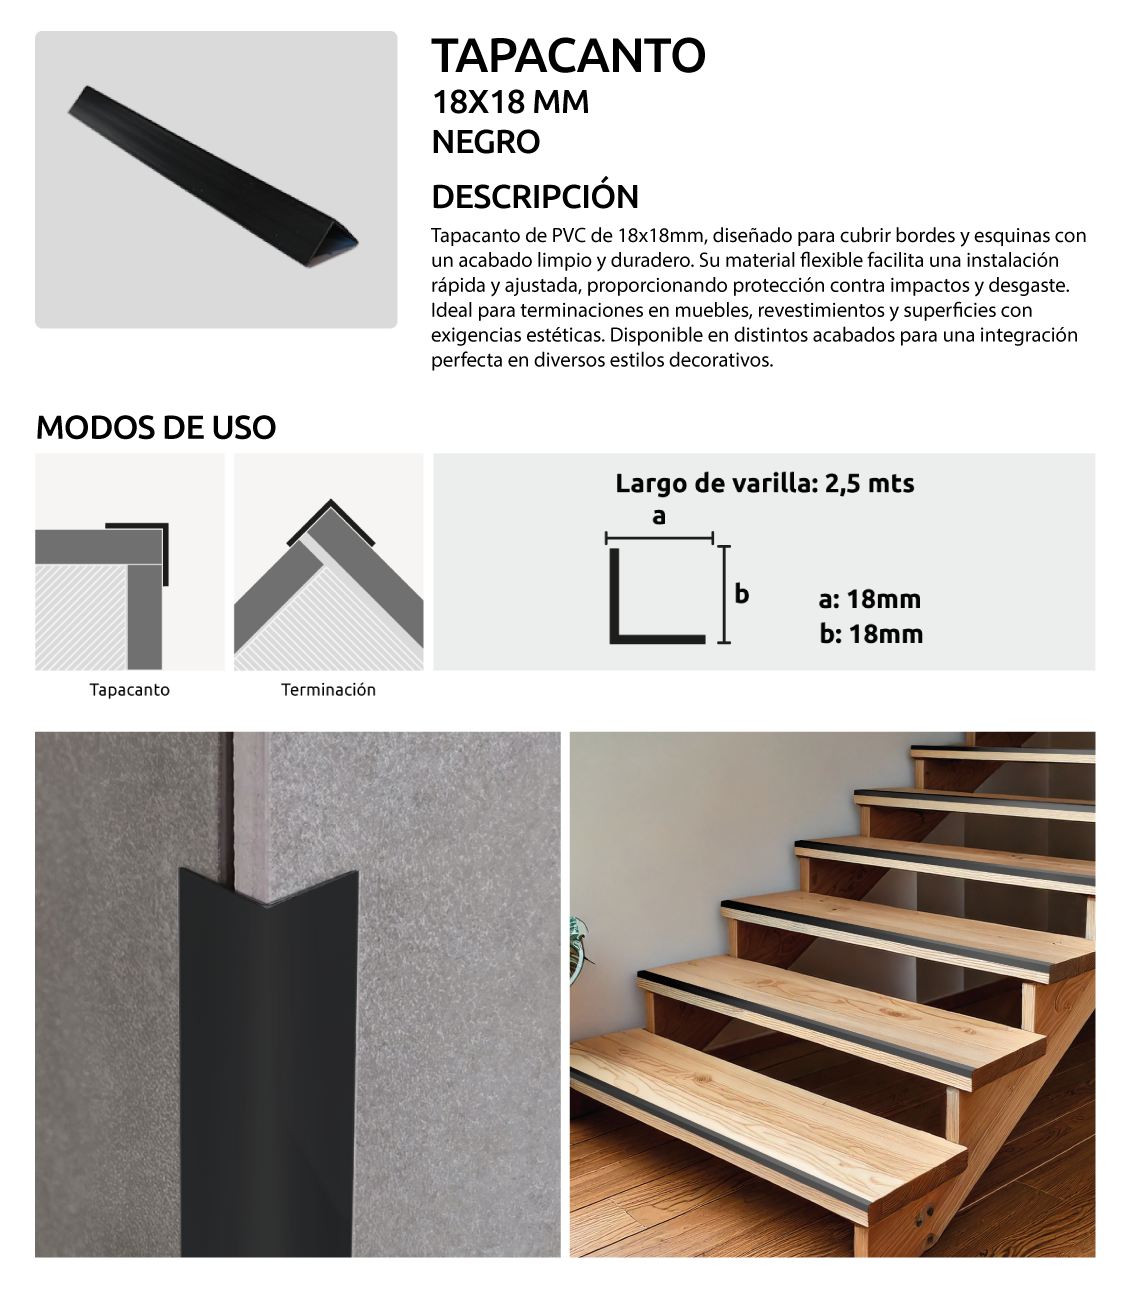 TAPACANTO
18X18 MM
NEGRO
DESCRIPCIÓN
Tapacanto de PVC de 18x18mm, diseñado para cubrir bordes y esquinas con
un acabado limpio y duradero. Su material flexible facilita una instalación
rápida y ajustada, proporcionando protección contra impactos y desgaste.
Ideal para terminaciones en muebles, revestimientos y superficies con
exigencias estéticas. Disponible en distintos acabados para una integración
perfecta en diversos estilos decorativos.
MODOS DE USO
Tapacanto
Terminación
Largo de varilla: 2,5 mts
a
b
a: 18mm
b: 18mm